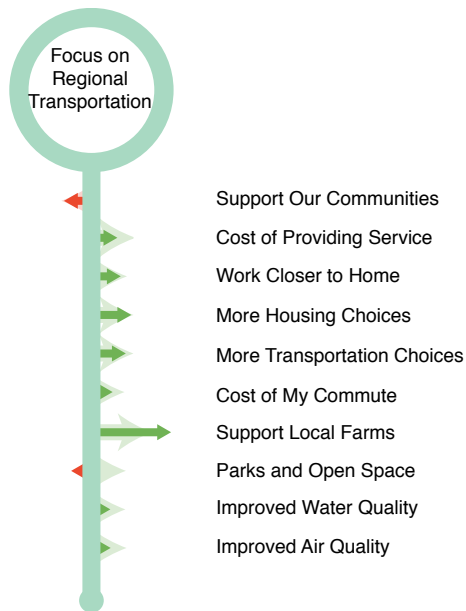 Focus on
Regional
Transportation
Support Our Communities
Cost of Providing Service
Work Closer to Home
More Housing Choices
More Transportation Choices
Cost of My Commute
Support Local Farms
Parks and Open Space
Improved Water Quality
Improved Air Quality